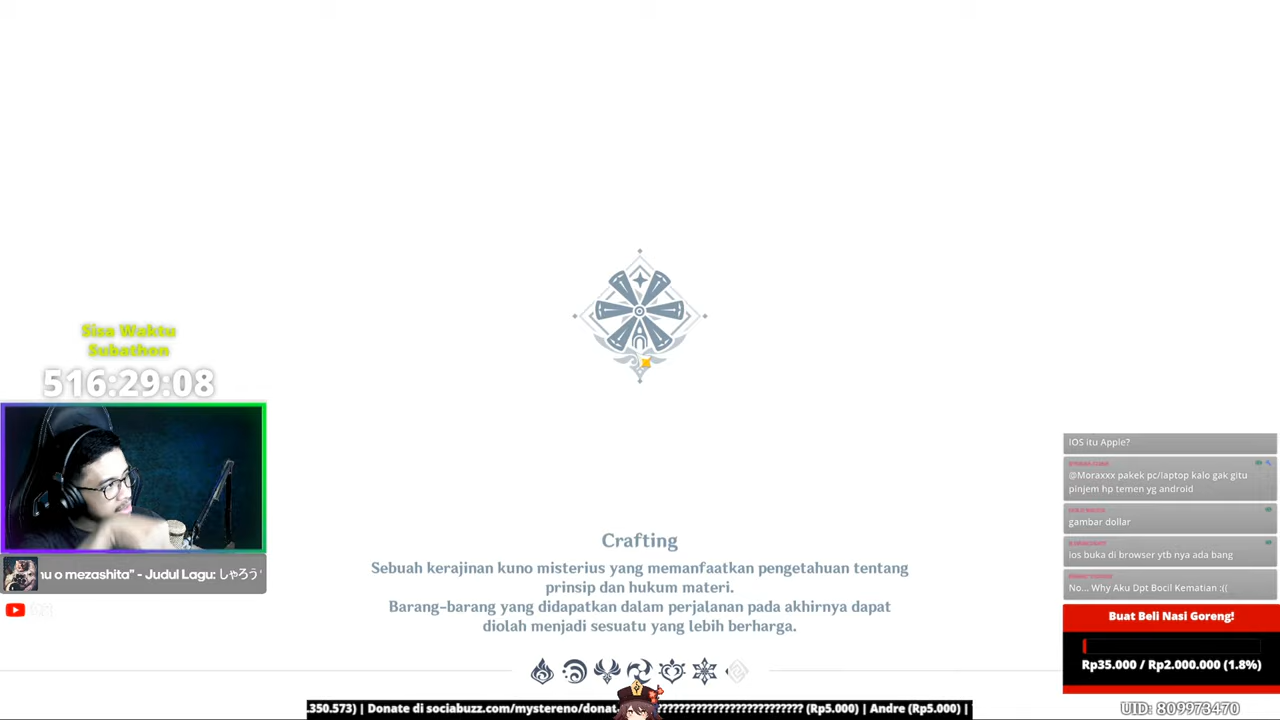 Sisa Waktu
Subathon
516:29:08
nu o mezashita" - Judul Lagu: しゃろう
Crafting
Sebuah kerajinan kuno misterius yang memanfaatkan pengetahuan tentang
prinsip dan hukum materi.
Barang-barang yang didapatkan dalam perjalanan pada akhirnya dapat
diolah menjadi sesuatu yang lebih berharga.
IOS itu Apple?
@Moraxxx pakek pc/laptop kalo gak gitu
pinjem hp temen yg android
gambar dollar
ios buka di browser ytb nya ada bang
No... Why Aku Dpt Bocil Kematian :((
Buat Beli Nasi Goreng!
Rp35.000 / Rp2.000.000 (1.8%)
.350.573) | Donate di sociabuzz.com/mystereno/donat
?????????????????????????? (Rp5.000) | Andre (Rp5.000) |
UID: 809973470